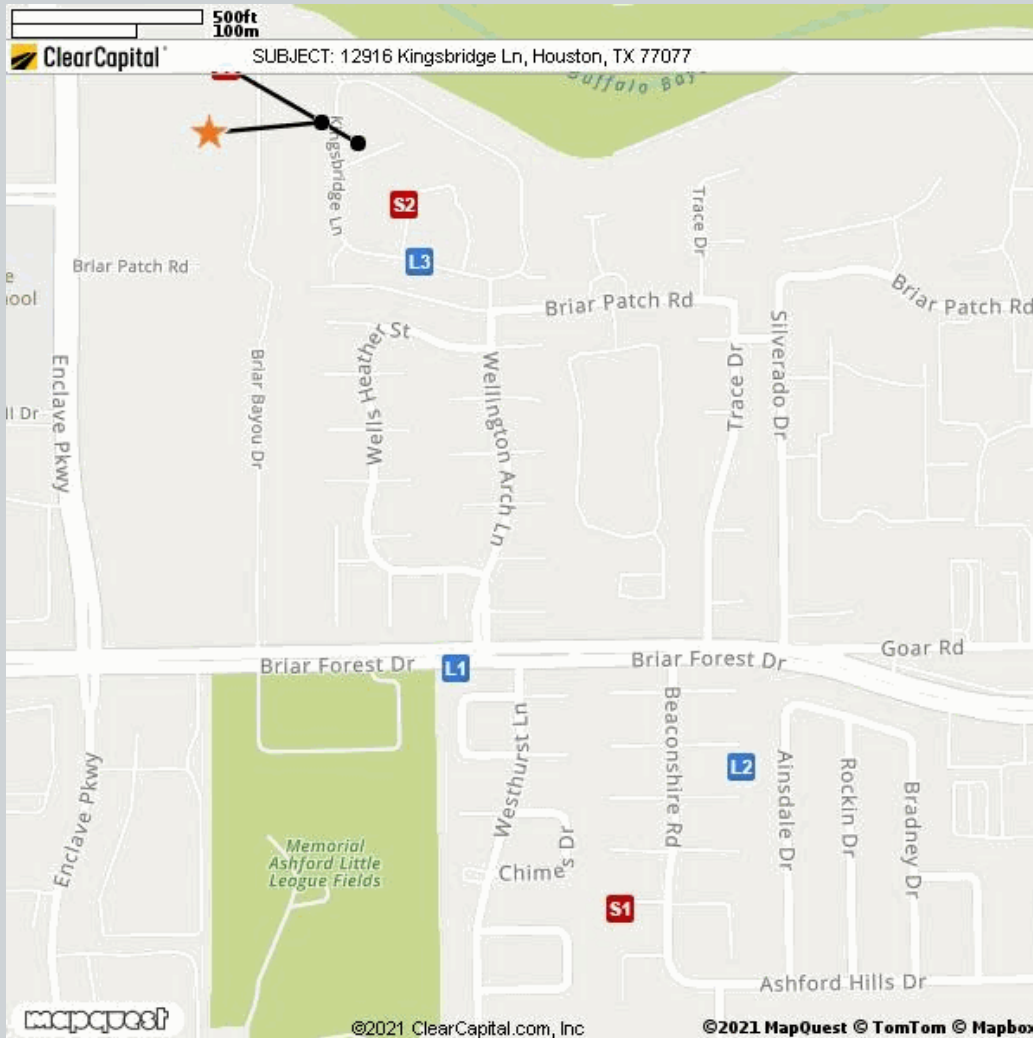 500ft
100m
ClearCapital
SUBJECT: 12916 Kingsbridge Ln, Houston, TX 77077
Buffalo Bay
Kingsbridge Ln
S2
Trace Dr
L3
Briar Patch Rd
ool
Briar Patch Rd
Briar Patch Rd
Wells Heather St
Silverado Dr
Trace Dr
Enclave Pkwy
Briar Bayou Dr
Wellington Arch Ln
ll Dr
Briar Forest Dr
L1
Briar Forest Dr
Goar Rd
Westhurst Ln
Beaconshire Rd
L2
Ainsdale Dr
Rockin Dr
Bradney Dr
Enclave Pkwy
Memorial
Ashford Little
League Fields
Chimes Dr
S1
Ashford Hills Dr
mapquest
©2021 ClearCapital.com, Inc
©2021 MapQuest © TomTom © Mapbox